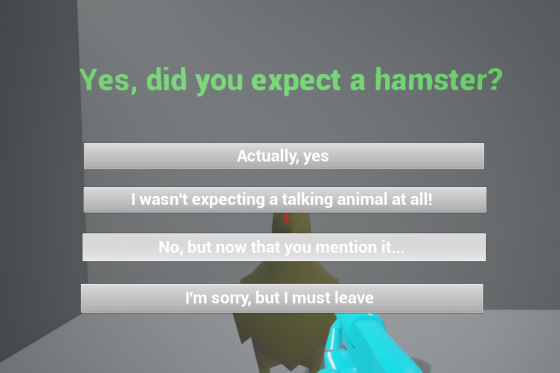 Yes, did you expect a hamster?
Actually, yes
I wasn't expecting a talking animal at all!
No, but now that you mention it...
I'm sorry, but I must leave